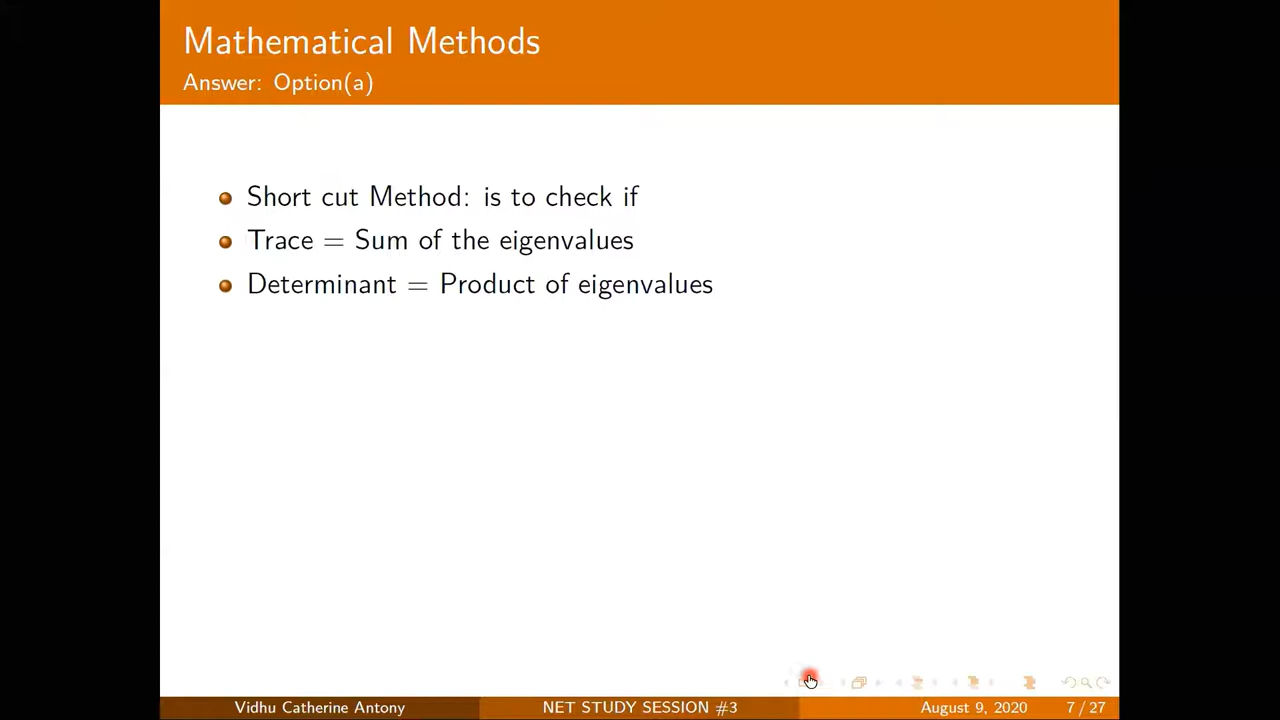 Mathematical Methods
Answer: Option(a)
Short cut Method: is to check if
Trace = Sum of the eigenvalues
Determinant = Product of eigenvalues
Vidhu Catherine Antony NET STUDY SESSION #3 August 9, 2020 7 / 27